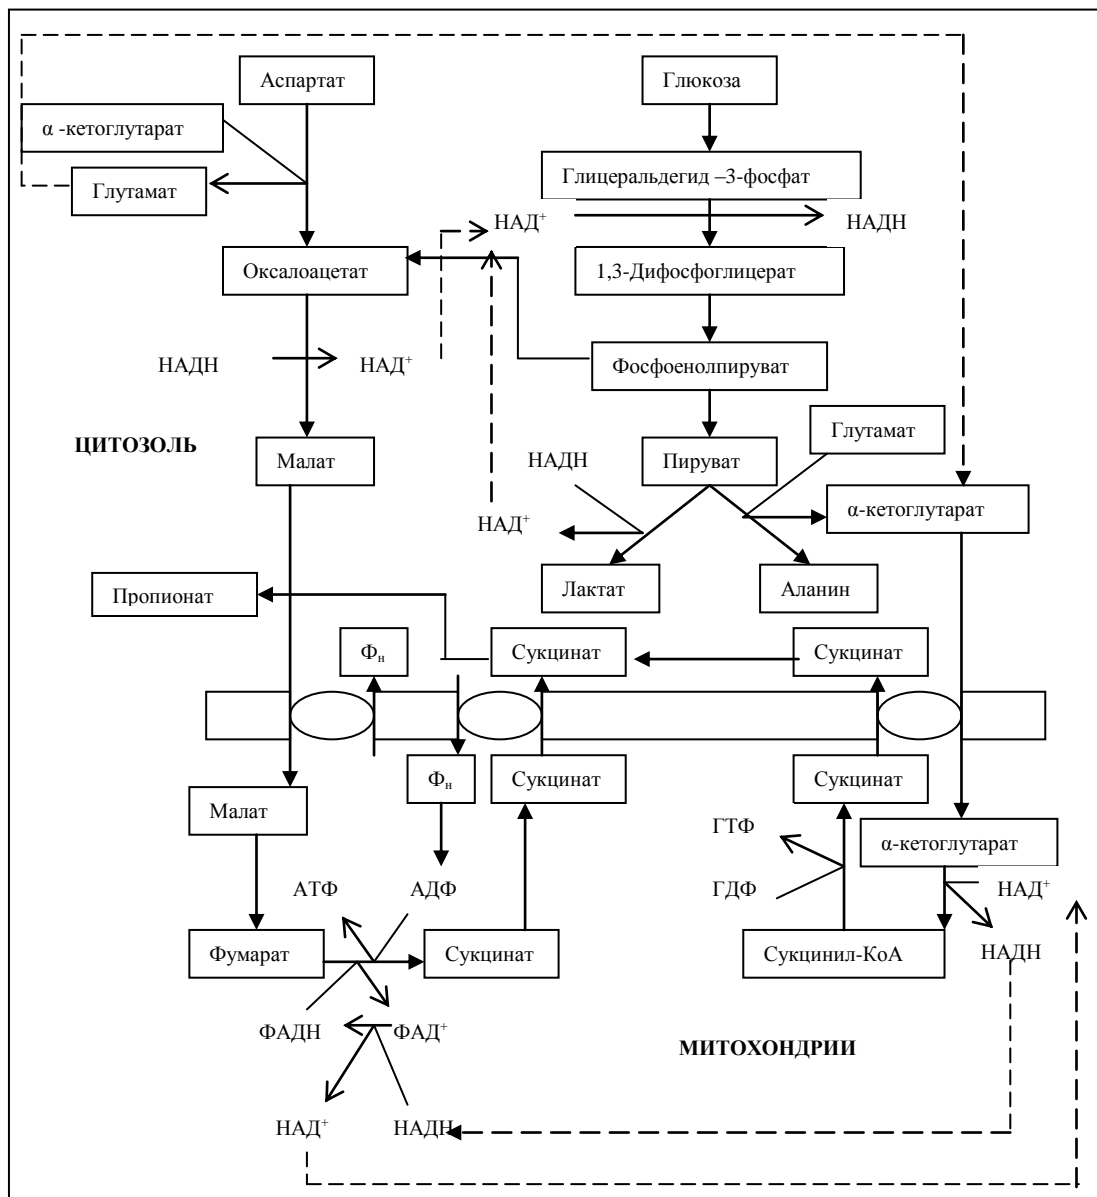 Аспартат
Глюкоза
α -кетоглутарат
Глутамат
Глицеральдегид –3-фосфат
НАД⁺
НАДН
Оксалоацетат
1,3-Дифосфоглицерат
НАДН
НАД⁺
Фосфоенолпируват
ЦИТОЗОЛЬ
Малат
НАДН
Пируват
Глутамат
НАД⁺
α-кетоглутарат
Пропионат
Лактат
Аланин
Фн
Сукцинат
Сукцинат
Фн
Сукцинат
Сукцинат
Малат
ГТФ
α-кетоглутарат
АТФ
АДФ
ГДФ
НАД⁺
Фумарат
Сукцинат
Сукцинил-КоА
НАДН
ФАДН
ФАД⁺
МИТОХОНДРИИ
НАД⁺
НАДН